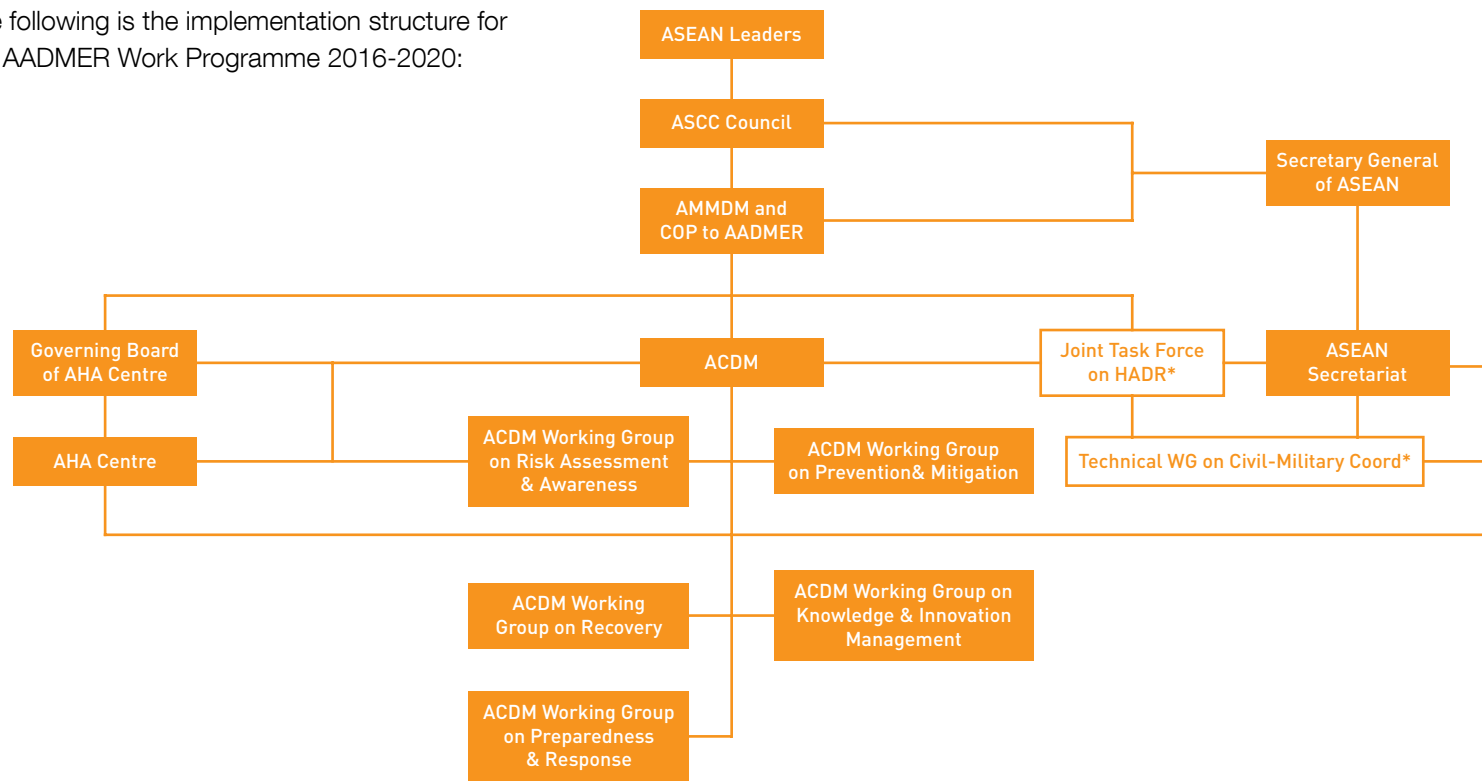 e following is the implementation structure for
AADMER Work Programme 2016-2020:
ASEAN Leaders
ASCC Council
Secretary General
of ASEAN
AMMDM and
COP to AADMER
Governing Board
of AHA Centre
ACDM
Joint Task Force
on HADR*
ASEAN
Secretariat
AHA Centre
ACDM Working Group
on Risk Assessment
& Awareness
ACDM Working Group
on Prevention& Mitigation
Technical WG on Civil-Military Coord*
ACDM Working
Group on Recovery
ACDM Working Group on
Knowledge & Innovation
Management
ACDM Working Group
on Preparedness
& Response